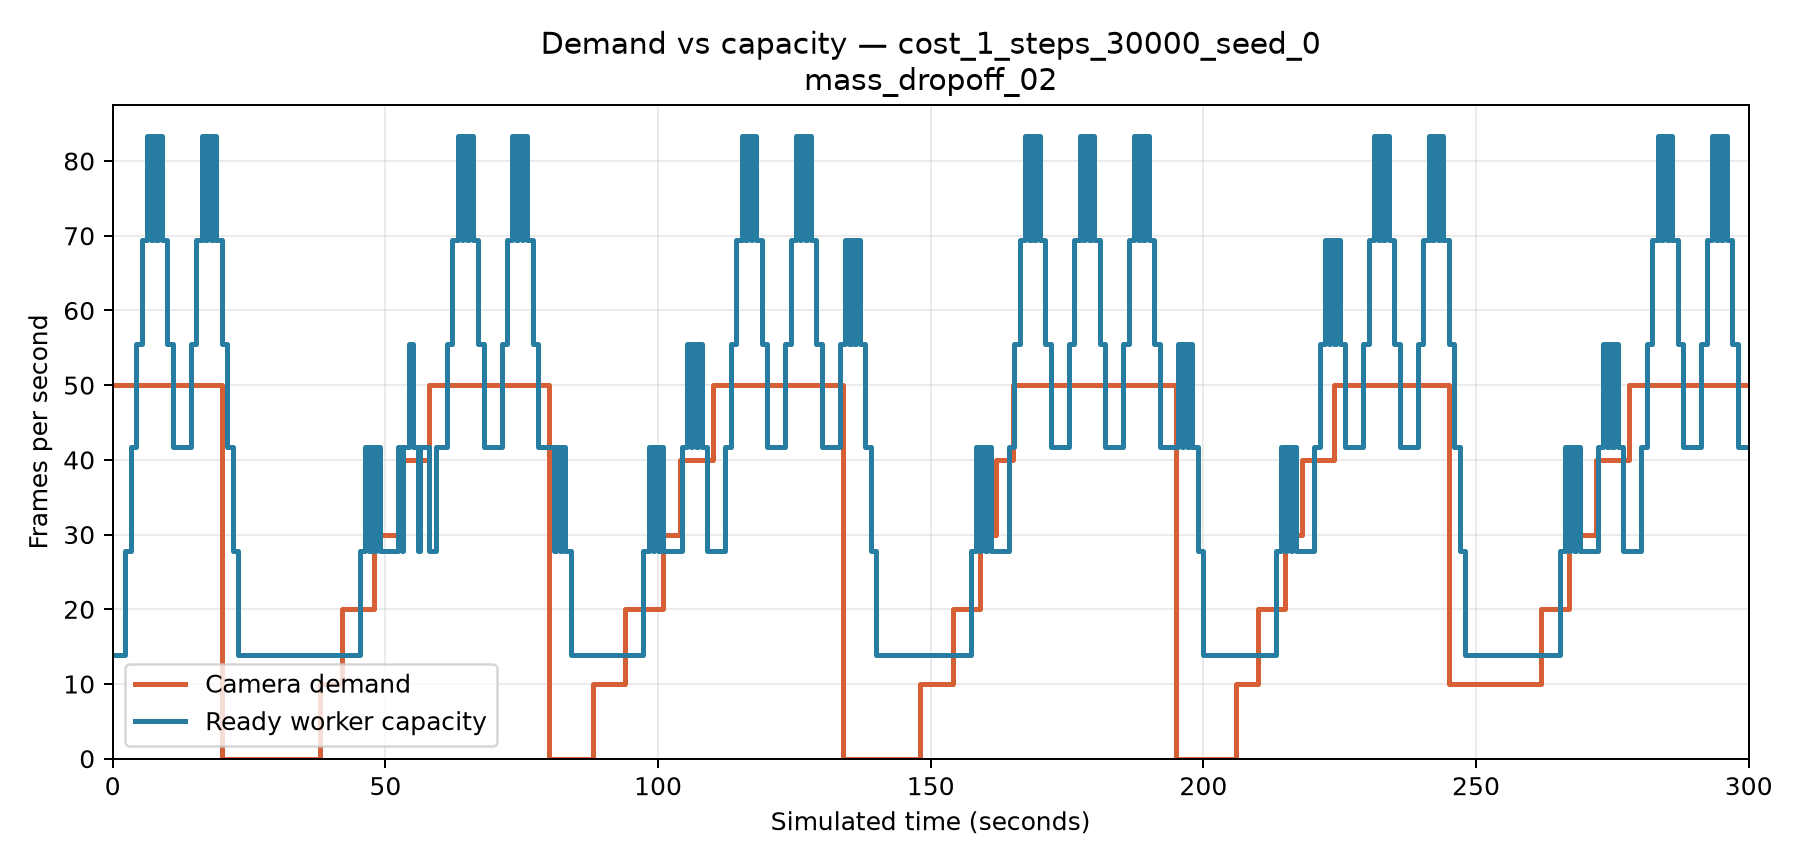 Demand vs capacity — cost_1_steps_30000_seed_0
mass_dropoff_02
Frames per second
80
70
60
50
40
30
20
10
0
Camera demand
Ready worker capacity
0 50 100 150 200 250 300
Simulated time (seconds)